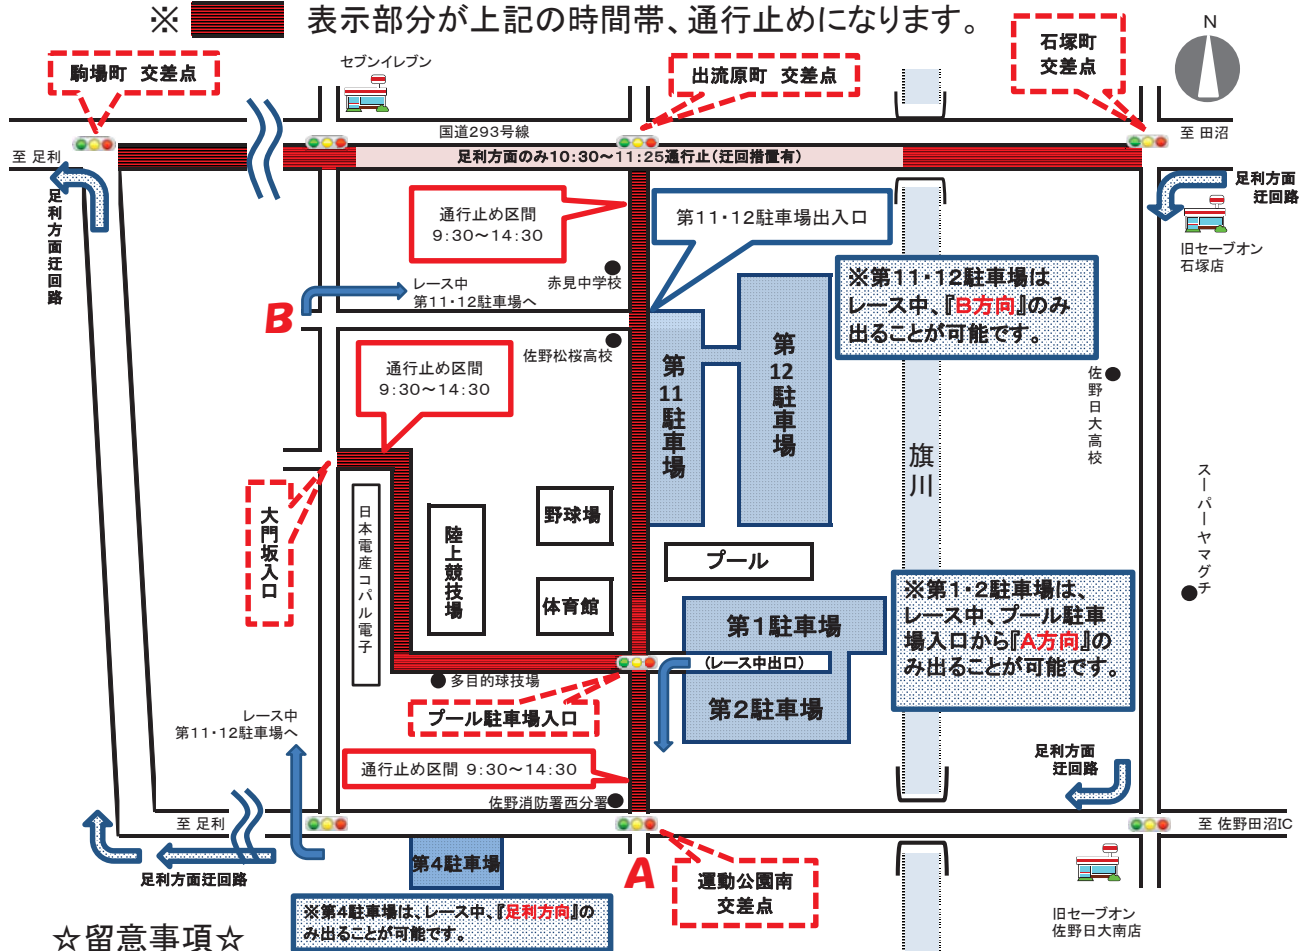 ※ 表示部分が上記の時間帯、通行止めになります。
駒場町 交差点
セブンイレブン
出流原町 交差点
石塚町
交差点
N
国道293号線
至 足利
至 田沼
足利方面のみ10:30～11:25通行止(迂回措置有)
足利方面迂回路
通行止め区間
9:30～14:30
第11・12駐車場出入口
足利方面
迂回路
旧セーブオン
石塚店
赤見中学校
レース中
第11・12駐車場へ
B
※第11・12駐車場は
レース中、『B方向』のみ
出ることが可能です。
佐野松桜高校
通行止め区間
9:30～14:30
第11駐車場
第12駐車場
佐野日大高校
旗川
スーパーヤマグチ
大門坂入口
日本電産コパル電子
陸上競技場
野球場
体育館
プール
第1駐車場
(レース中出口)
第2駐車場
※第1・2駐車場は、
レース中、プール駐車
場入口から『A方向』の
み出ることが可能です。
多目的球技場
プール駐車場入口
レース中
第11・12駐車場へ
通行止め区間 9:30～14:30
佐野消防署西分署
足利方面
迂回路
至 足利
至 佐野田沼IC
足利方面迂回路
第4駐車場
A
運動公園南
交差点
※第4駐車場は、レース中、『足利方向』の
み出ることが可能です。
旧セーブオン
佐野日大南店
☆留意事項☆